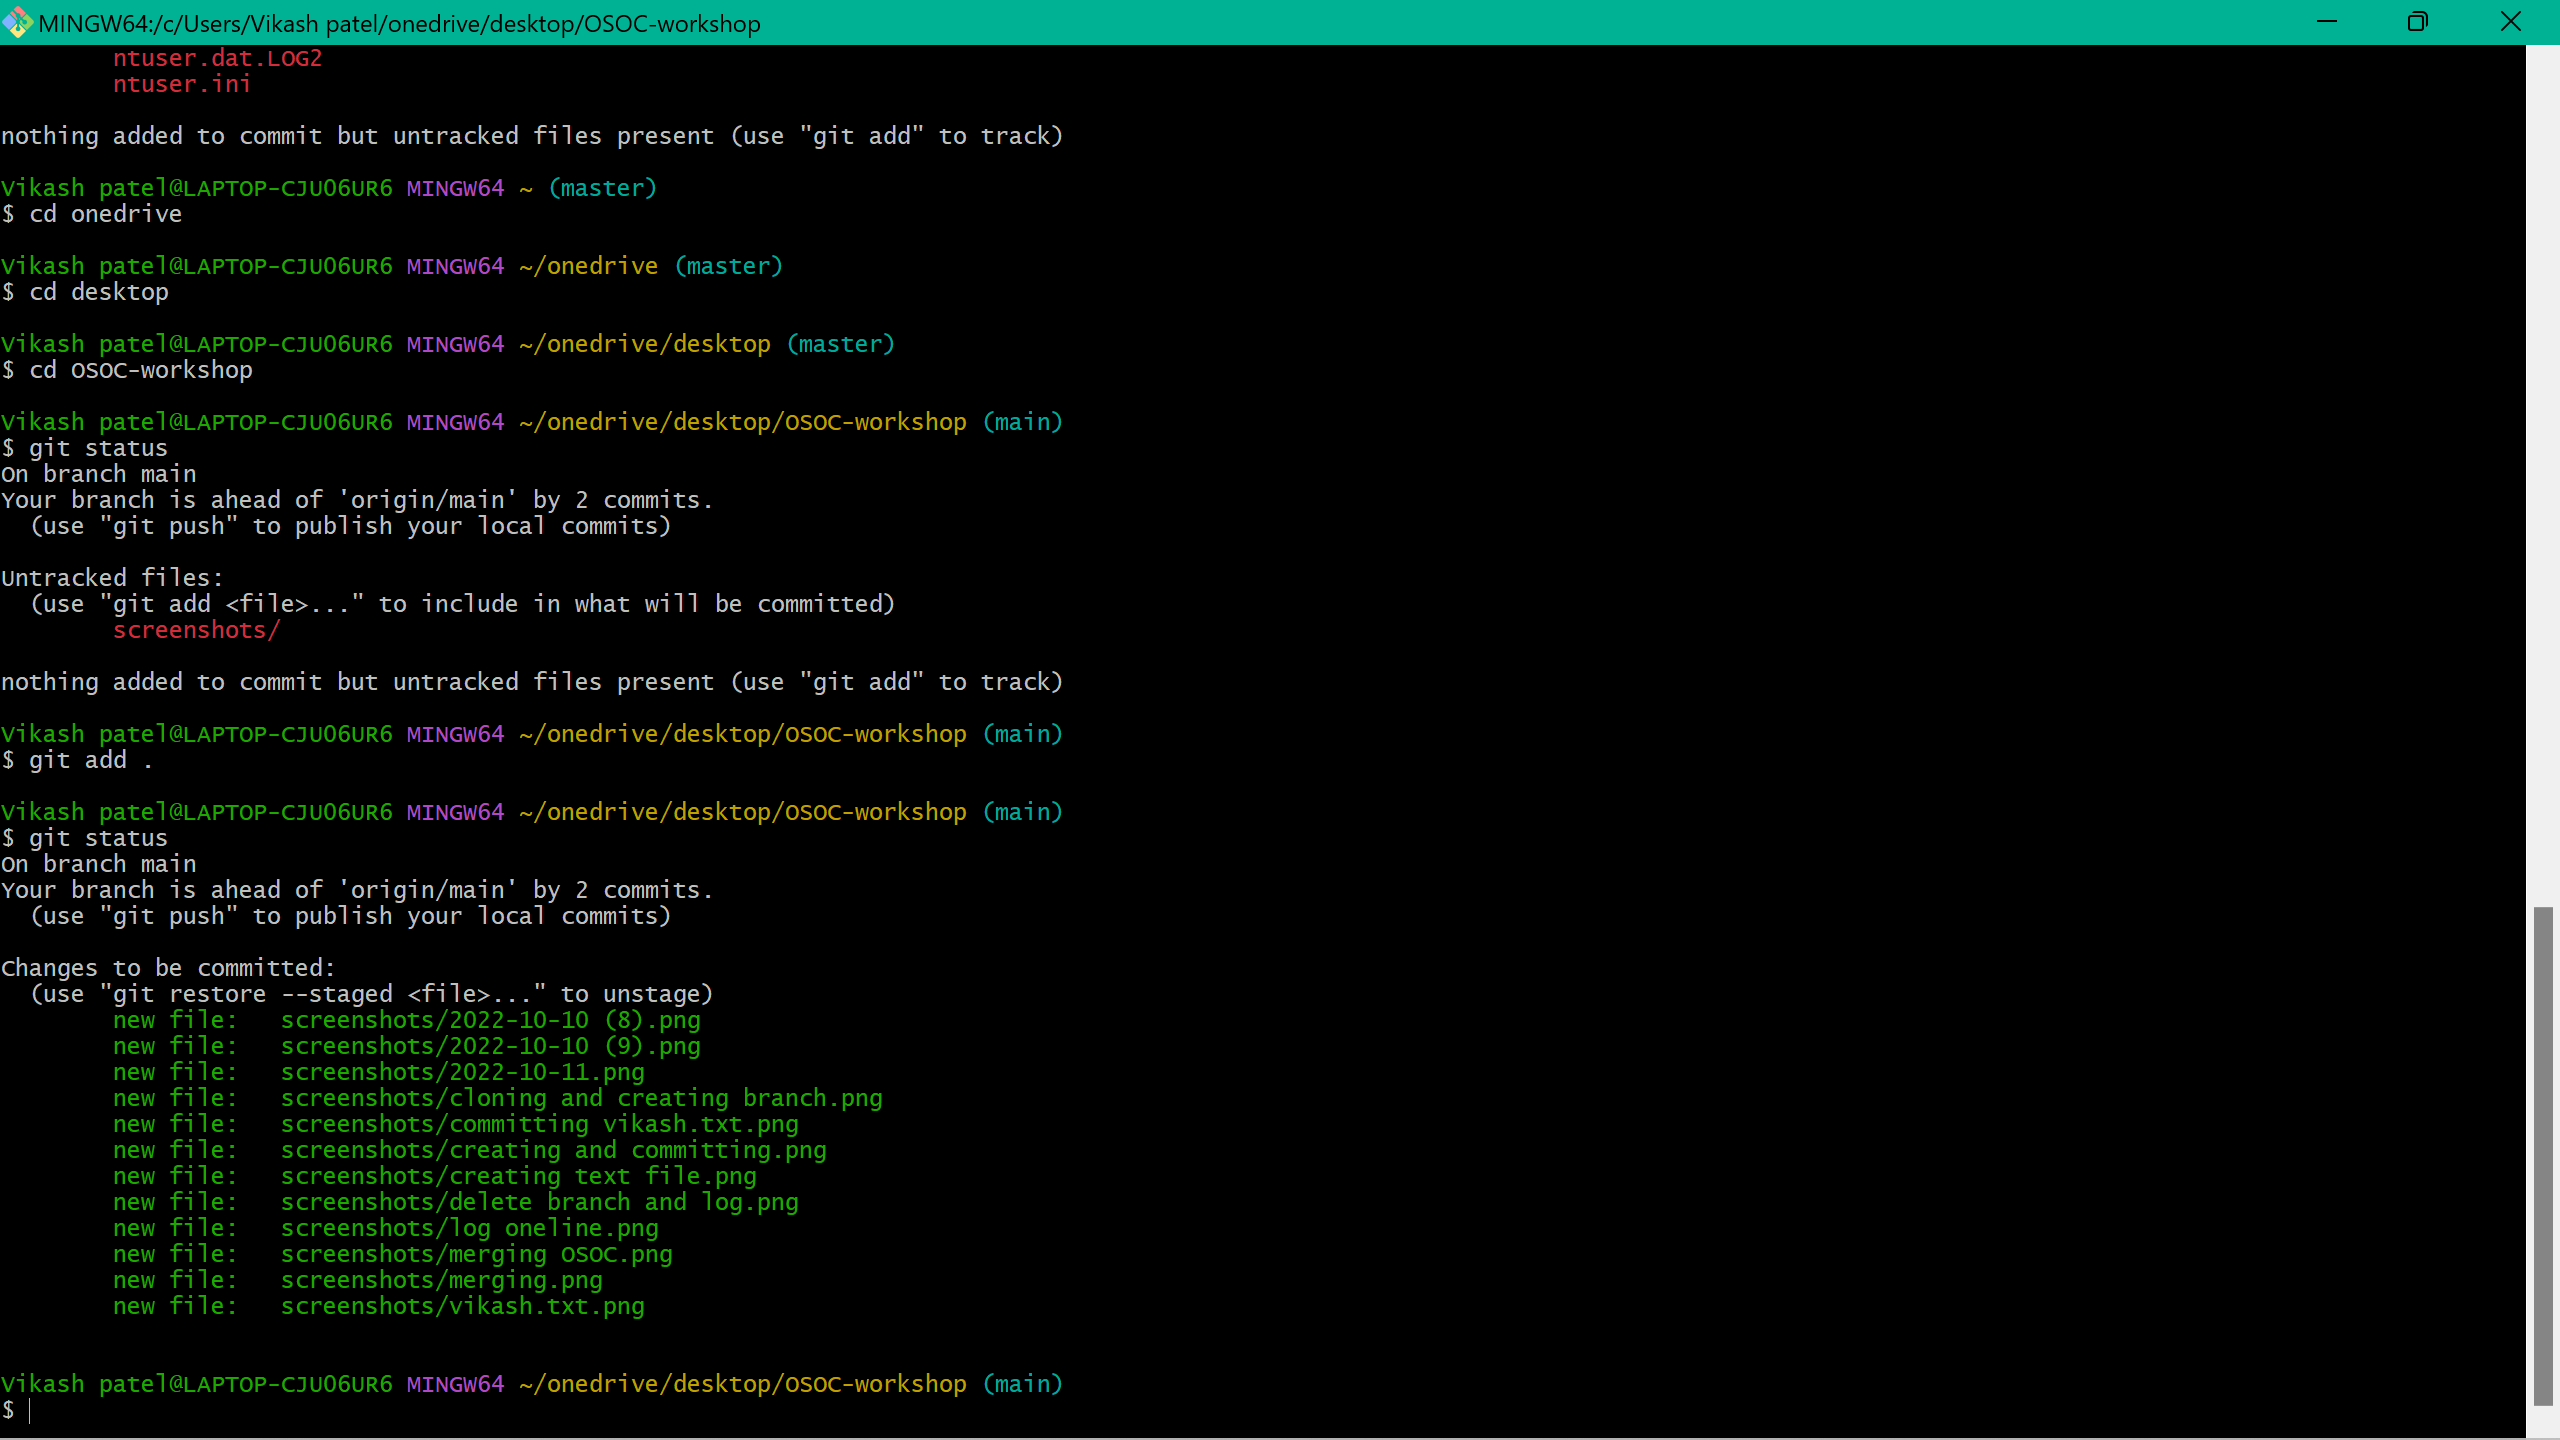 MINGW64:/c/Users/Vikash patel/onedrive/desktop/OSOC-workshop
        ntuser.dat.LOG2
        ntuser.ini

nothing added to commit but untracked files present (use "git add" to track)

Vikash patel@LAPTOP-CJU06UR6 MINGW64 ~ (master)
$ cd onedrive

Vikash patel@LAPTOP-CJU06UR6 MINGW64 ~/onedrive (master)
$ cd desktop

Vikash patel@LAPTOP-CJU06UR6 MINGW64 ~/onedrive/desktop (master)
$ cd OSOC-workshop

Vikash patel@LAPTOP-CJU06UR6 MINGW64 ~/onedrive/desktop/OSOC-workshop (main)
$ git status
On branch main
Your branch is ahead of 'origin/main' by 2 commits.
  (use "git push" to publish your local commits)

Untracked files:
  (use "git add <file>..." to include in what will be committed)
        screenshots/

nothing added to commit but untracked files present (use "git add" to track)

Vikash patel@LAPTOP-CJU06UR6 MINGW64 ~/onedrive/desktop/OSOC-workshop (main)
$ git add .

Vikash patel@LAPTOP-CJU06UR6 MINGW64 ~/onedrive/desktop/OSOC-workshop (main)
$ git status
On branch main
Your branch is ahead of 'origin/main' by 2 commits.
  (use "git push" to publish your local commits)

Changes to be committed:
  (use "git restore --staged <file>..." to unstage)
        new file:   screenshots/2022-10-10 (8).png
        new file:   screenshots/2022-10-10 (9).png
        new file:   screenshots/2022-10-11.png
        new file:   screenshots/cloning and creating branch.png
        new file:   screenshots/committing vikash.txt.png
        new file:   screenshots/creating and committing.png
        new file:   screenshots/creating text file.png
        new file:   screenshots/delete branch and log.png
        new file:   screenshots/log oneline.png
        new file:   screenshots/merging OSOC.png
        new file:   screenshots/merging.png
        new file:   screenshots/vikash.txt.png

Vikash patel@LAPTOP-CJU06UR6 MINGW64 ~/onedrive/desktop/OSOC-workshop (main)
$